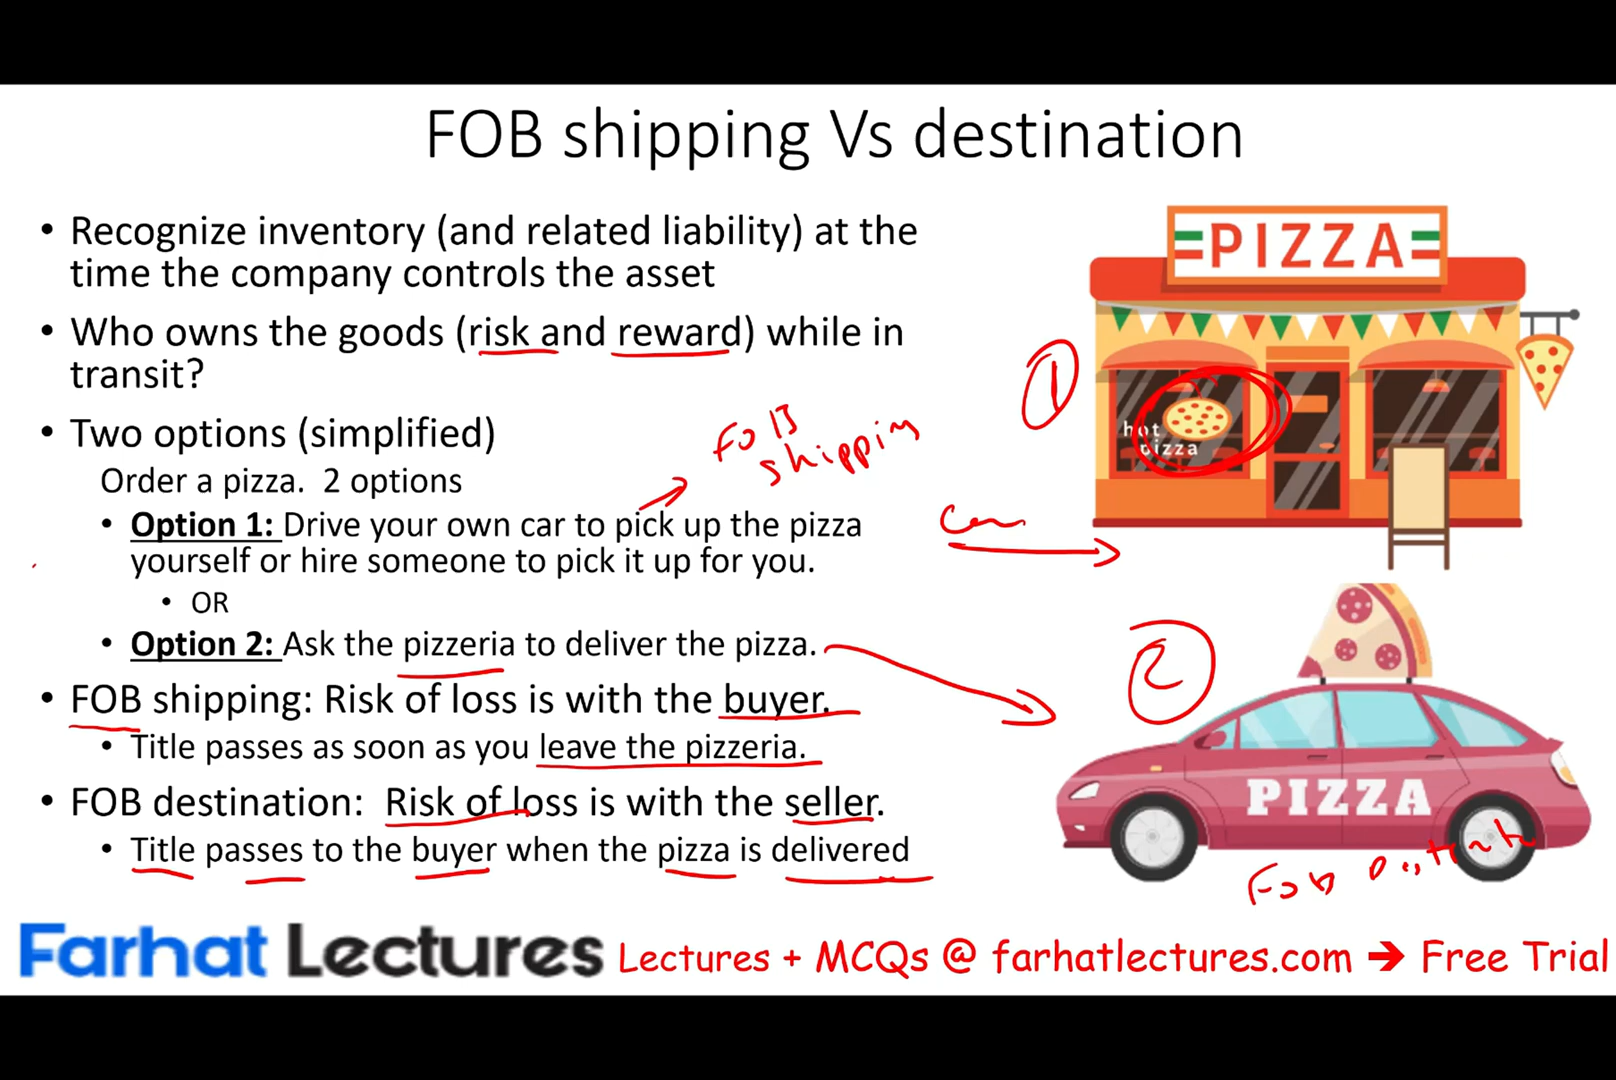 FOB shipping Vs destination
• Recognize inventory (and related liability) at the
time the company controls the asset
• Who owns the goods (risk and reward) while in
transit?
• Two options (simplified)
Order a pizza.  2 options
• Option 1: Drive your own car to pick up the pizza
yourself or hire someone to pick it up for you.
• OR
• Option 2: Ask the pizzeria to deliver the pizza.
• FOB shipping: Risk of loss is with the buyer.
• Title passes as soon as you leave the pizzeria.
• FOB destination:  Risk of loss is with the seller.
• Title passes to the buyer when the pizza is delivered
FOB
shipping
Car
1
PIZZA
hot
pizza
2
PIZZA
FOB
Farhat Lectures
Lectures + MCQs @ farhatlectures.com → Free Trial